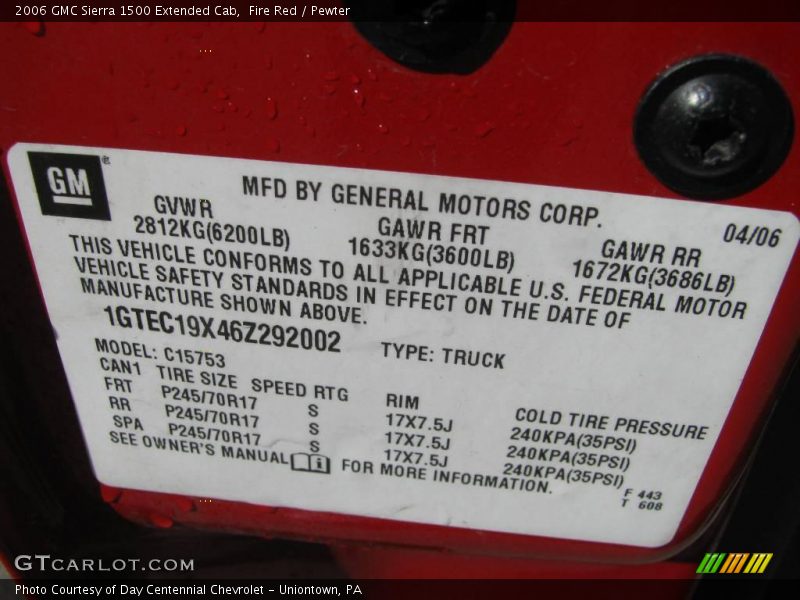 2006 GMC Sierra 1500 Extended Cab,  Fire Red / Pewter
GM®
MFD BY GENERAL MOTORS CORP.
04/06
GVWR GAWR FRT GAWR RR
2812KG(6200LB) 1633KG(3600LB) 1672KG(3686LB)
THIS VEHICLE CONFORMS TO ALL APPLICABLE U.S. FEDERAL MOTOR
VEHICLE SAFETY STANDARDS IN EFFECT ON THE DATE OF
MANUFACTURE SHOWN ABOVE.
1GTEC19X46Z292002 TYPE: TRUCK
MODEL: C15753
CAN1 TIRE SIZE SPEED RTG RIM COLD TIRE PRESSURE
FRT P245/70R17 S 17X7.5J 240KPA(35PSI)
RR P245/70R17 S 17X7.5J 240KPA(35PSI)
SPA P245/70R17 S 17X7.5J 240KPA(35PSI)
SEE OWNER'S MANUAL FOR MORE INFORMATION.
F 443
T 608
GTCARLOT.COM
Photo Courtesy of Day Centennial Chevrolet - Uniontown, PA